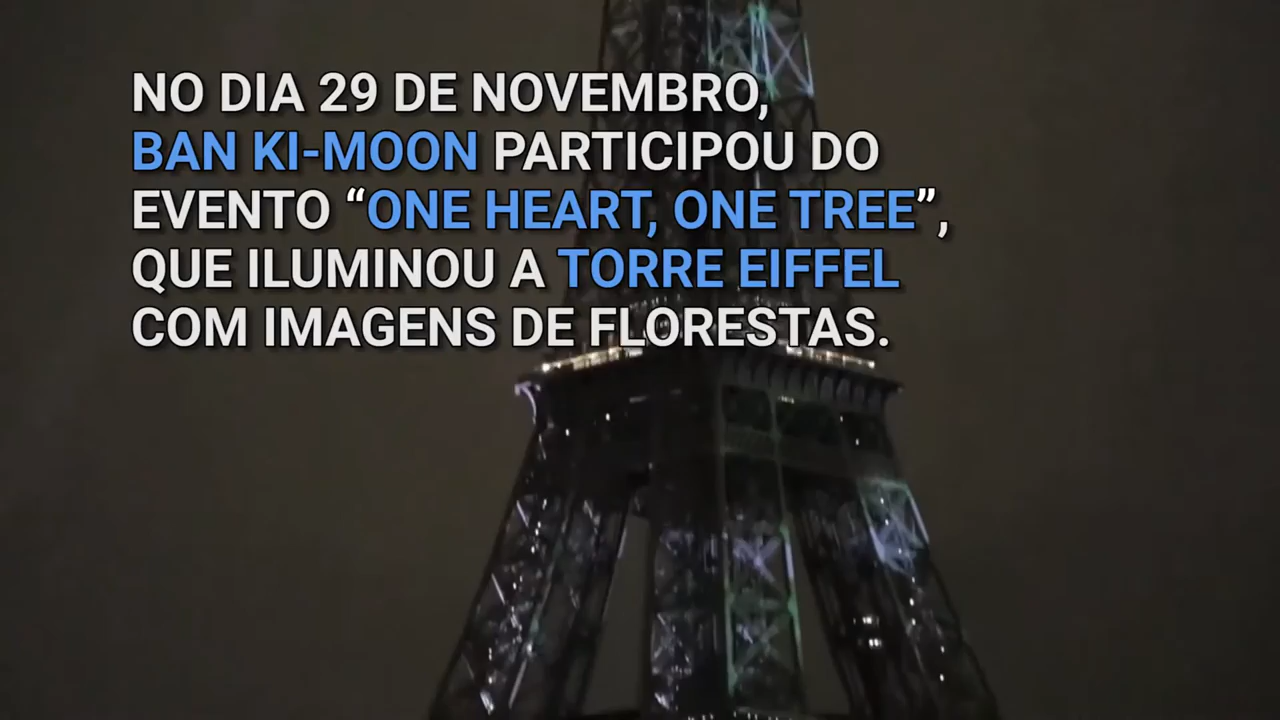 NO DIA 29 DE NOVEMBRO,
BAN KI-MOON PARTICIPOU DO
EVENTO “ONE HEART, ONE TREE”,
QUE ILUMINOU A TORRE EIFFEL
COM IMAGENS DE FLORESTAS.